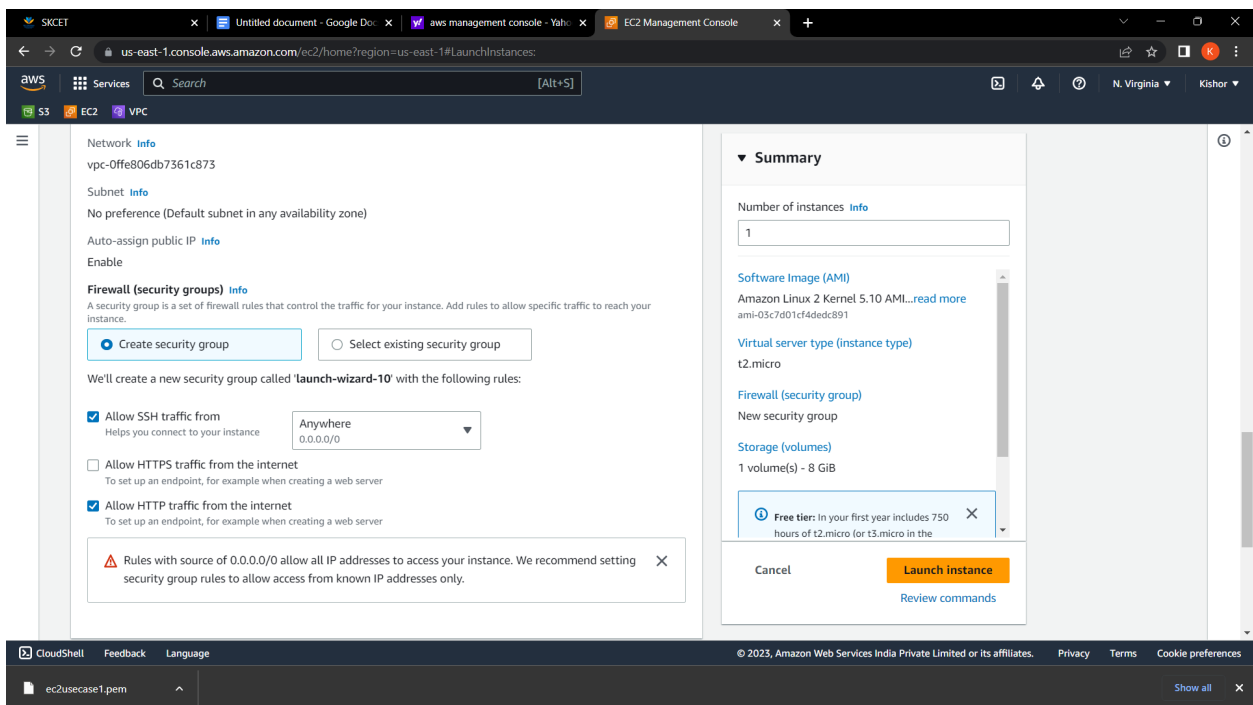 SKCET
Untitled document - Google Doc
aws management console - Yaho
EC2 Management Console
us-east-1.console.aws.amazon.com/ec2/home?region=us-east-1#LaunchInstances:
K
aws
Services
Search
[Alt+S]
N. Virginia
Kishor
S3
EC2
VPC
Network Info
vpc-0ffe806db7361c873
Subnet Info
No preference (Default subnet in any availability zone)
Auto-assign public IP Info
Enable
Firewall (security groups) Info
A security group is a set of firewall rules that control the traffic for your instance. Add rules to allow specific traffic to reach your
instance.
Create security group
Select existing security group
We'll create a new security group called 'launch-wizard-10' with the following rules:
Allow SSH traffic from
Helps you connect to your instance
Anywhere
0.0.0.0/0
Allow HTTPS traffic from the internet
To set up an endpoint, for example when creating a web server
Allow HTTP traffic from the internet
To set up an endpoint, for example when creating a web server
Rules with source of 0.0.0.0/0 allow all IP addresses to access your instance. We recommend setting
security group rules to allow access from known IP addresses only.
Summary
Number of instances Info
1
Software Image (AMI)
Amazon Linux 2 Kernel 5.10 AMI...read more
ami-03c7d01cf4dedc891
Virtual server type (instance type)
t2.micro
Firewall (security group)
New security group
Storage (volumes)
1 volume(s) - 8 GiB
Free tier: In your first year includes 750
hours of t2.micro (or t3.micro in the
Cancel
Launch instance
Review commands
CloudShell
Feedback
Language
© 2023, Amazon Web Services India Private Limited or its affiliates.
Privacy
Terms
Cookie preferences
ec2usecase1.pem
Show all